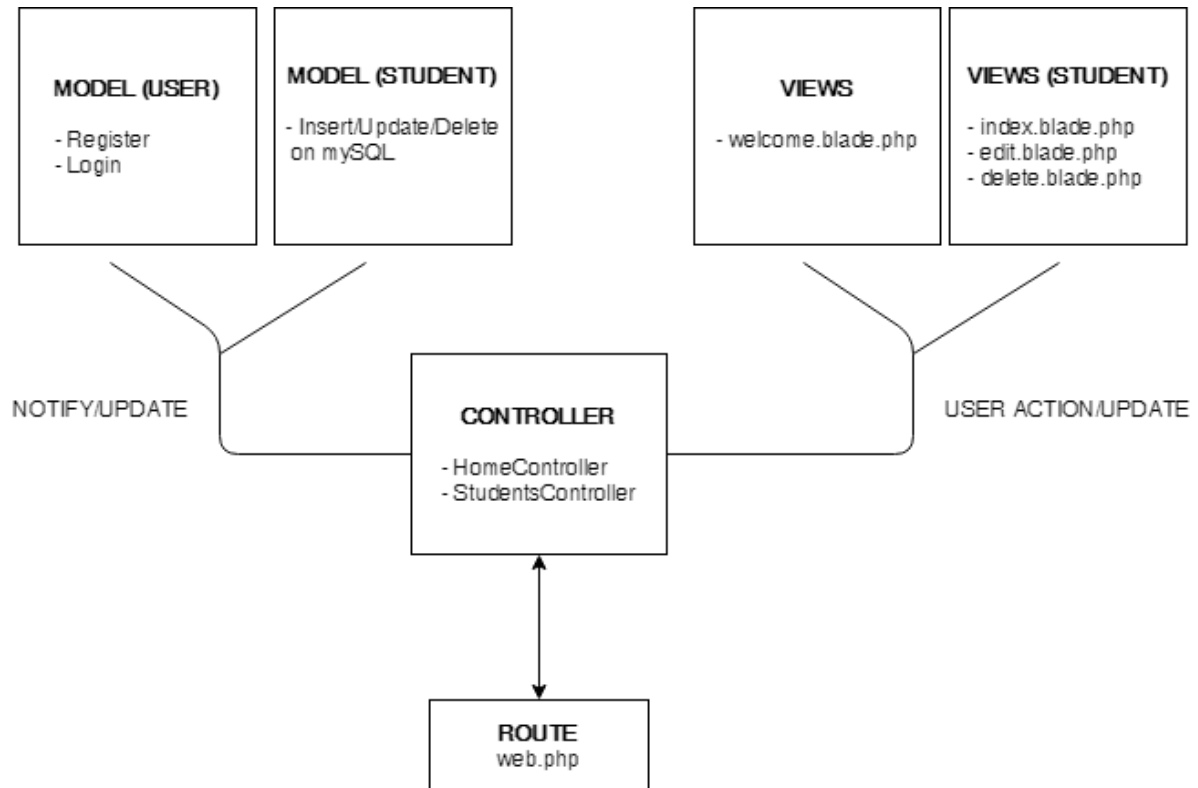 MODEL (USER)
- Register
- Login
MODEL (STUDENT)
- Insert/Update/Delete
on mySQL
VIEWS
- welcome.blade.php
VIEWS (STUDENT)
- index.blade.php
- edit.blade.php
- delete.blade.php
NOTIFY/UPDATE
CONTROLLER
- HomeController
- StudentsController
USER ACTION/UPDATE
ROUTE
web.php